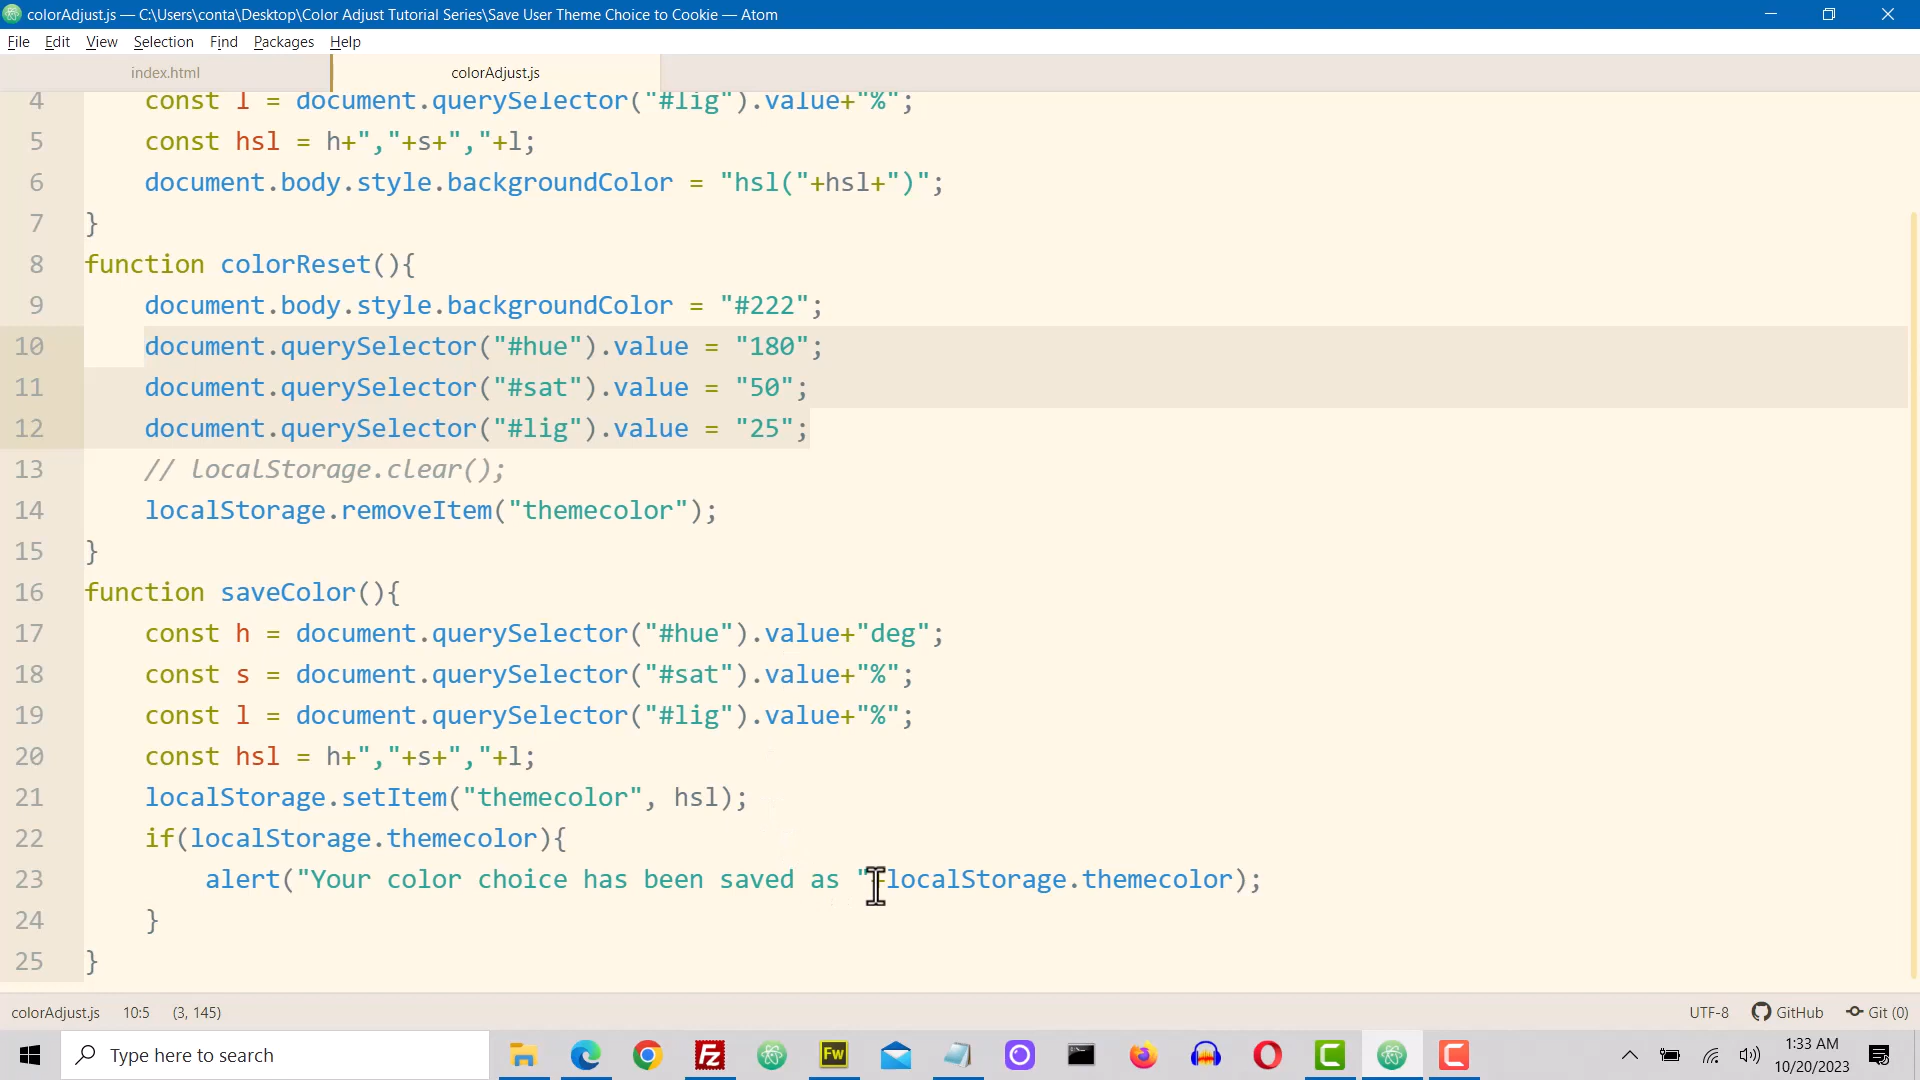 colorAdjust.js — C:\Users\conta\Desktop\Color Adjust Tutorial Series\Save User Theme Choice to Cookie — Atom
File Edit View Selection Find Packages Help
index.html colorAdjust.js
4 const l = document.querySelector("#lig").value+"%";
5 const hsl = h+","+s+","+l;
6 document.body.style.backgroundColor = "hsl("+hsl+")";
7 }
8 function colorReset(){
9 document.body.style.backgroundColor = "#222";
10 document.querySelector("#hue").value = "180";
11 document.querySelector("#sat").value = "50";
12 document.querySelector("#lig").value = "25";
13 // localStorage.clear();
14 localStorage.removeItem("themecolor");
15 }
16 function saveColor(){
17 const h = document.querySelector("#hue").value+"deg";
18 const s = document.querySelector("#sat").value+"%";
19 const l = document.querySelector("#lig").value+"%";
20 const hsl = h+","+s+","+l;
21 localStorage.setItem("themecolor", hsl);
22 if(localStorage.themecolor){
23 alert("Your color choice has been saved as "+localStorage.themecolor);
24 }
25 }
colorAdjust.js 10:5 (3, 145) UTF-8 GitHub Git (0)
Type here to search Fz Fw C C 1:33 AM
10/20/2023